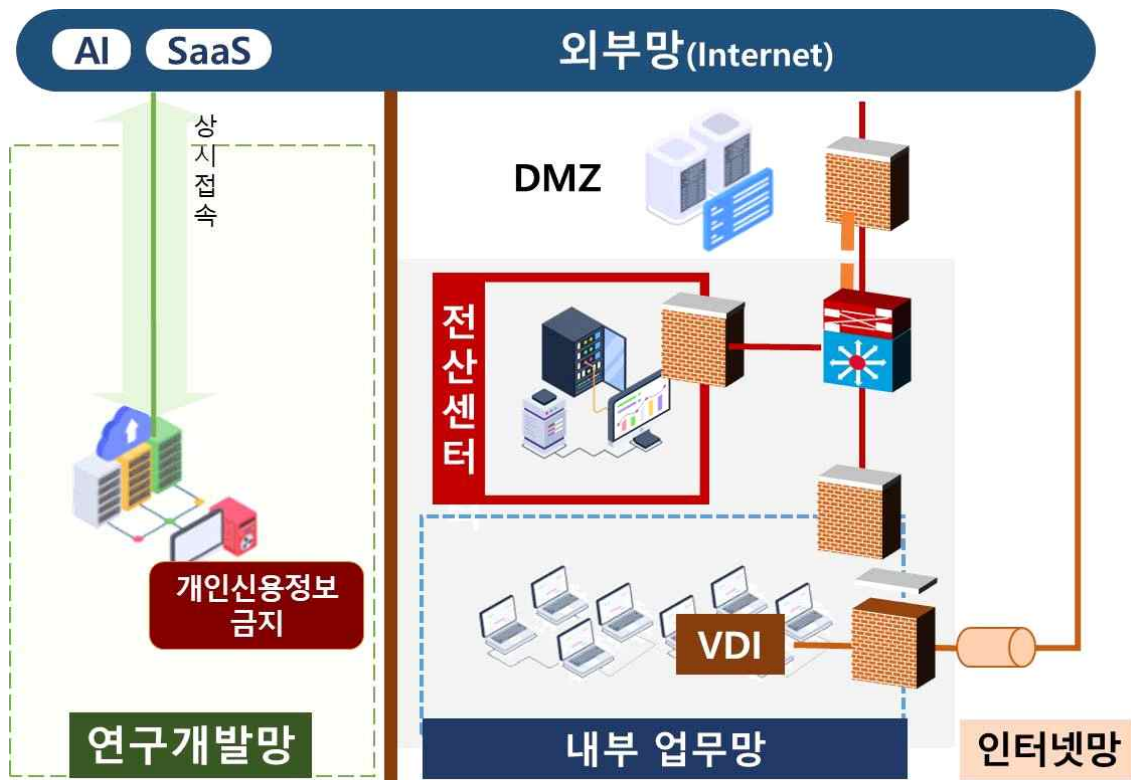 AI SaaS 외부망(Internet)
상시접속
DMZ
전산센터
개인신용정보
금지
VDI
연구개발망
내부 업무망
인터넷망